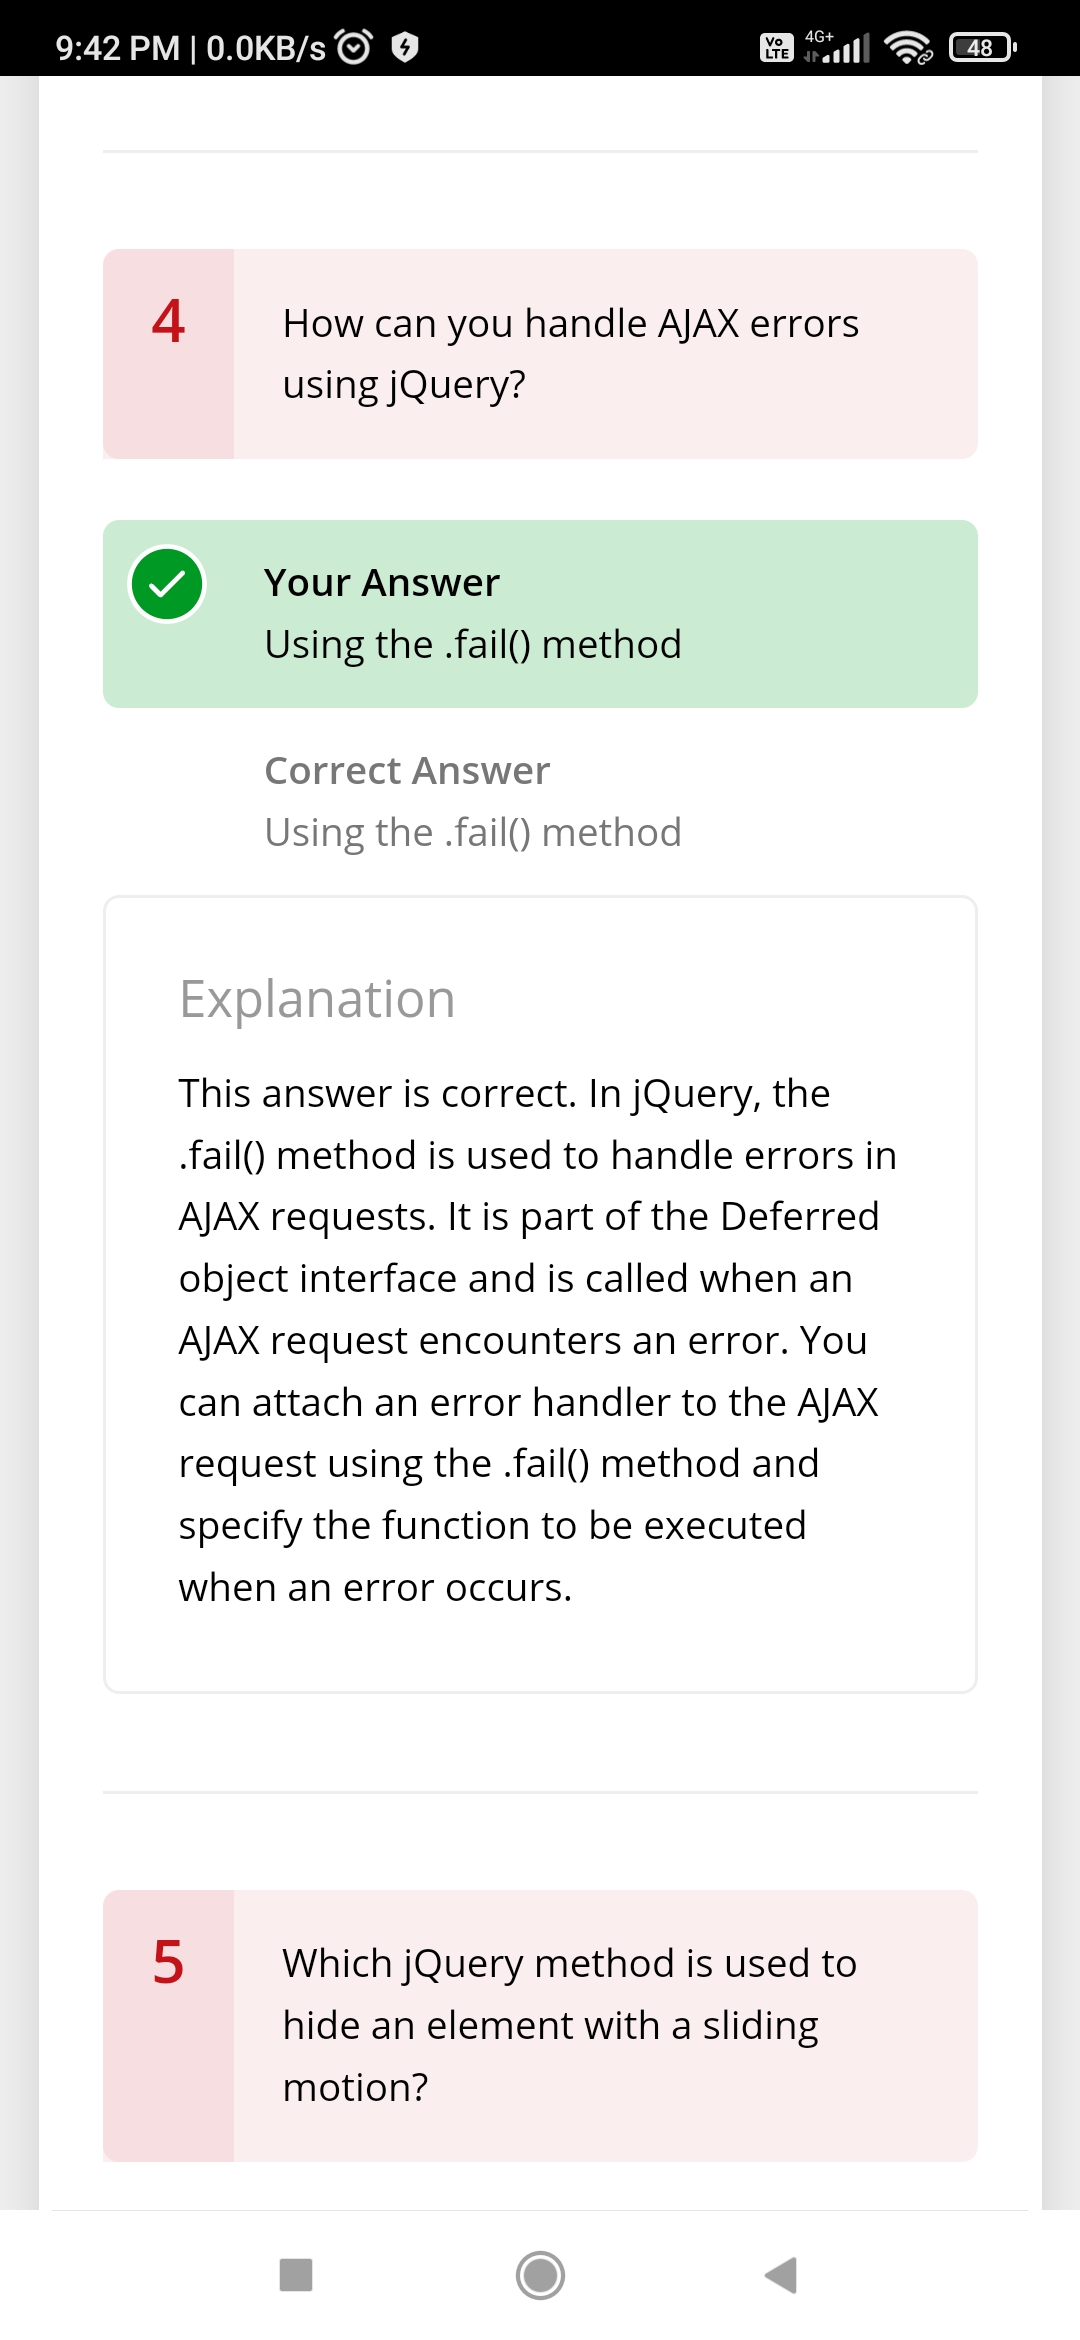 9:42 PM | 0.0KB/s
Vo LTE 4G+ 48
4
How can you handle AJAX errors
using jQuery?
Your Answer
Using the .fail() method
Correct Answer
Using the .fail() method
Explanation
This answer is correct. In jQuery, the
.fail() method is used to handle errors in
AJAX requests. It is part of the Deferred
object interface and is called when an
AJAX request encounters an error. You
can attach an error handler to the AJAX
request using the .fail() method and
specify the function to be executed
when an error occurs.
5
Which jQuery method is used to
hide an element with a sliding
motion?